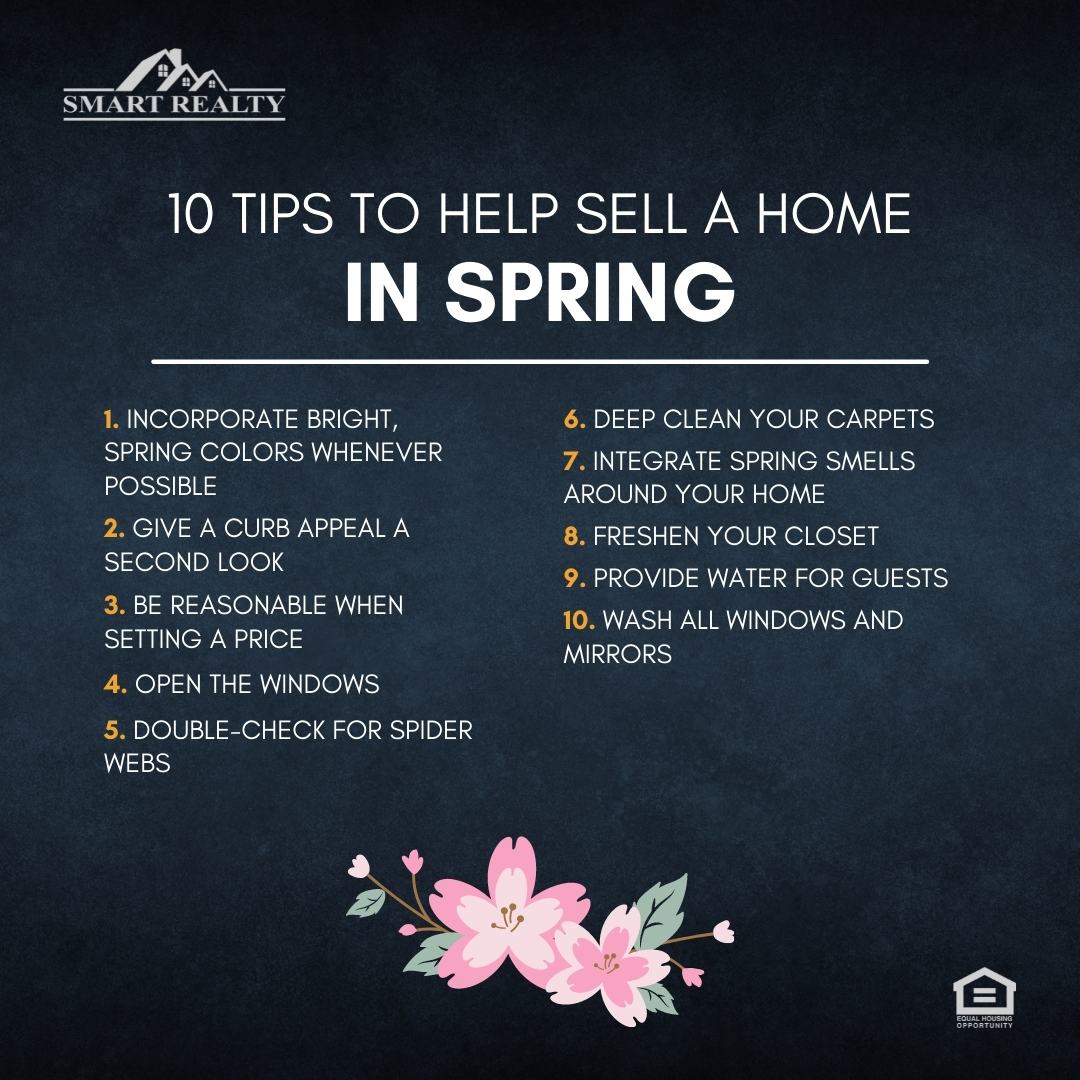 SMART REALTY
10 TIPS TO HELP SELL A HOME
IN SPRING
1. INCORPORATE BRIGHT,
SPRING COLORS WHENEVER
POSSIBLE
2. GIVE A CURB APPEAL A
SECOND LOOK
3. BE REASONABLE WHEN
SETTING A PRICE
4. OPEN THE WINDOWS
5. DOUBLE-CHECK FOR SPIDER
WEBS
6. DEEP CLEAN YOUR CARPETS
7. INTEGRATE SPRING SMELLS
AROUND YOUR HOME
8. FRESHEN YOUR CLOSET
9. PROVIDE WATER FOR GUESTS
10. WASH ALL WINDOWS AND
MIRRORS
EQUAL HOUSING
OPPORTUNITY